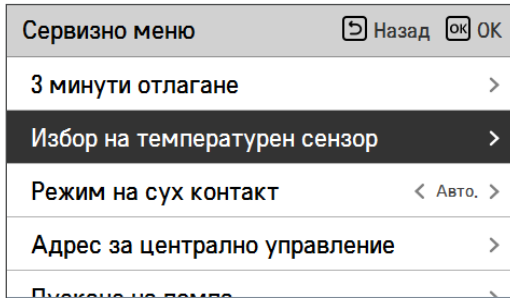 Сервизно меню Назад ок OK
3 минути отлагане
Избор на температурен сензор
Режим на сух контакт Авто.
Адрес за централно управление